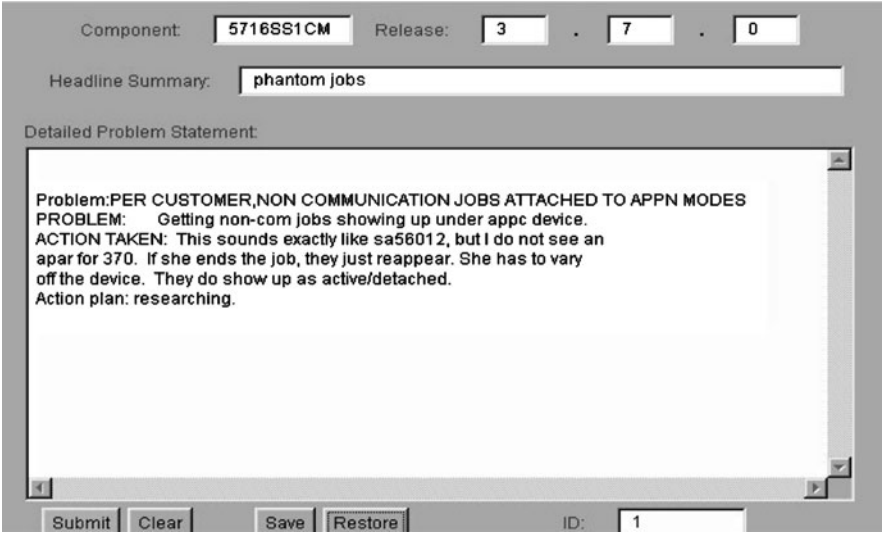 Component: 5716SS1CM Release: 3 . 7 . 0
Headline Summary: phantom jobs
Detailed Problem Statement:
Problem:PER CUSTOMER,NON COMMUNICATION JOBS ATTACHED TO APPN MODES
PROBLEM: Getting non-com jobs showing up under appc device.
ACTION TAKEN: This sounds exactly like sa56012, but I do not see an
apar for 370. If she ends the job, they just reappear. She has to vary
off the device. They do show up as active/detached.
Action plan: researching.
Submit Clear Save Restore ID: 1